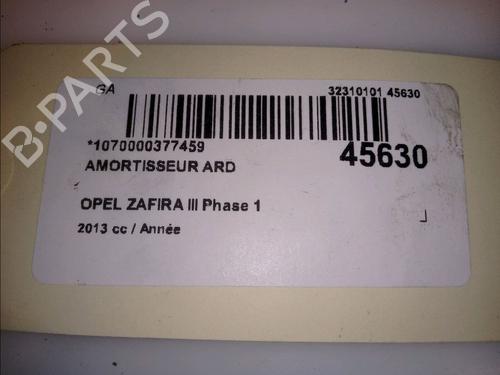 GA
32310101 45630
*1070000377459
45630
AMORTISSEUR ARD
OPEL ZAFIRA III Phase 1
2013 cc / Année
B-PARTS